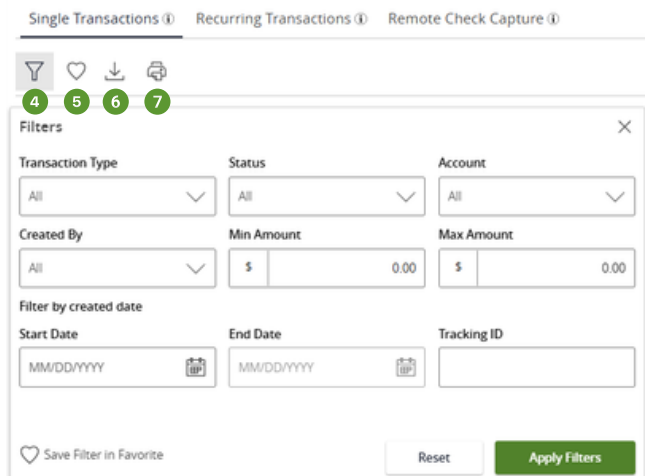 Single Transactions Recurring Transactions Remote Check Capture
4 5 6 7
Filters
Transaction Type Status Account
All All All
Created By Min Amount Max Amount
All $ 0.00 $ 0.00
Filter by created date
Start Date End Date Tracking ID
MM/DD/YYYY MM/DD/YYYY
Save Filter in Favorite Reset Apply Filters